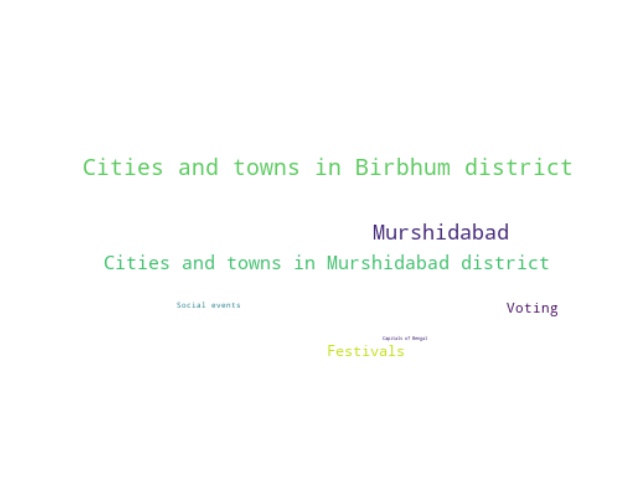 Cities and towns in Birbhum district
Murshidabad
Cities and towns in Murshidabad district
Social events
Voting
Capitals of Bengal
Festivals